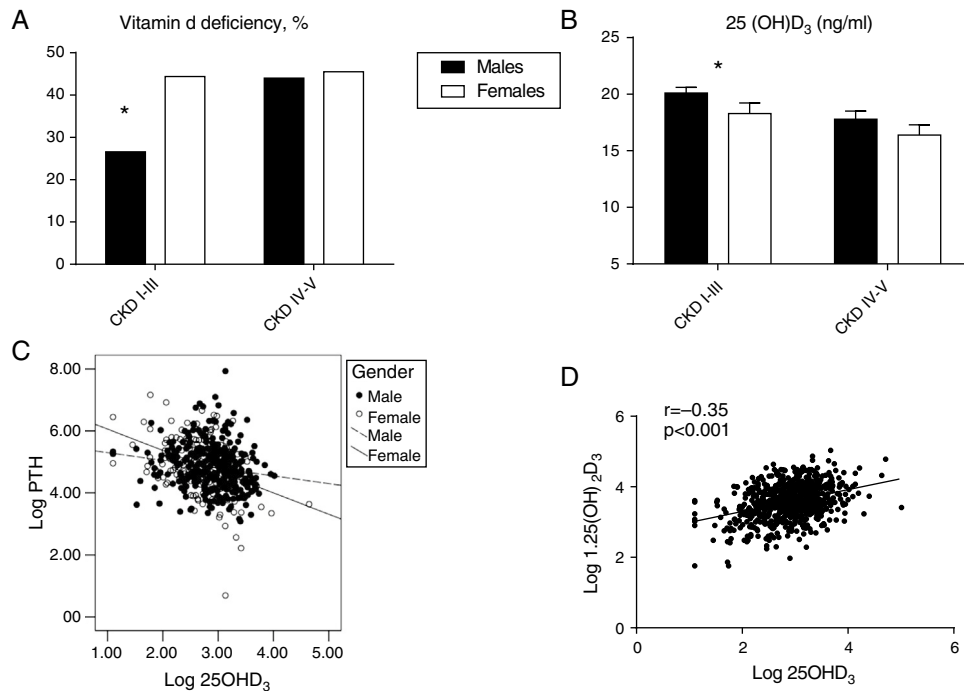 A
Vitamin d deficiency, %
50
40
30
20
10
0
*
CKD I-III
CKD IV-V
Males
Females
B
25 (OH)D₃ (ng/ml)
25
20
15
10
5
*
CKD I-III
CKD IV-V
C
Log PTH
8.00
6.00
4.00
2.00
00
1.00 2.00 3.00 4.00 5.00
Log 25OHD₃
Gender
Male
Female
Male
Female
D
r=–0.35
p<0.001
Log 1.25(OH) ₂D₃
6
4
2
0
0 2 4 6
Log 25OHD₃